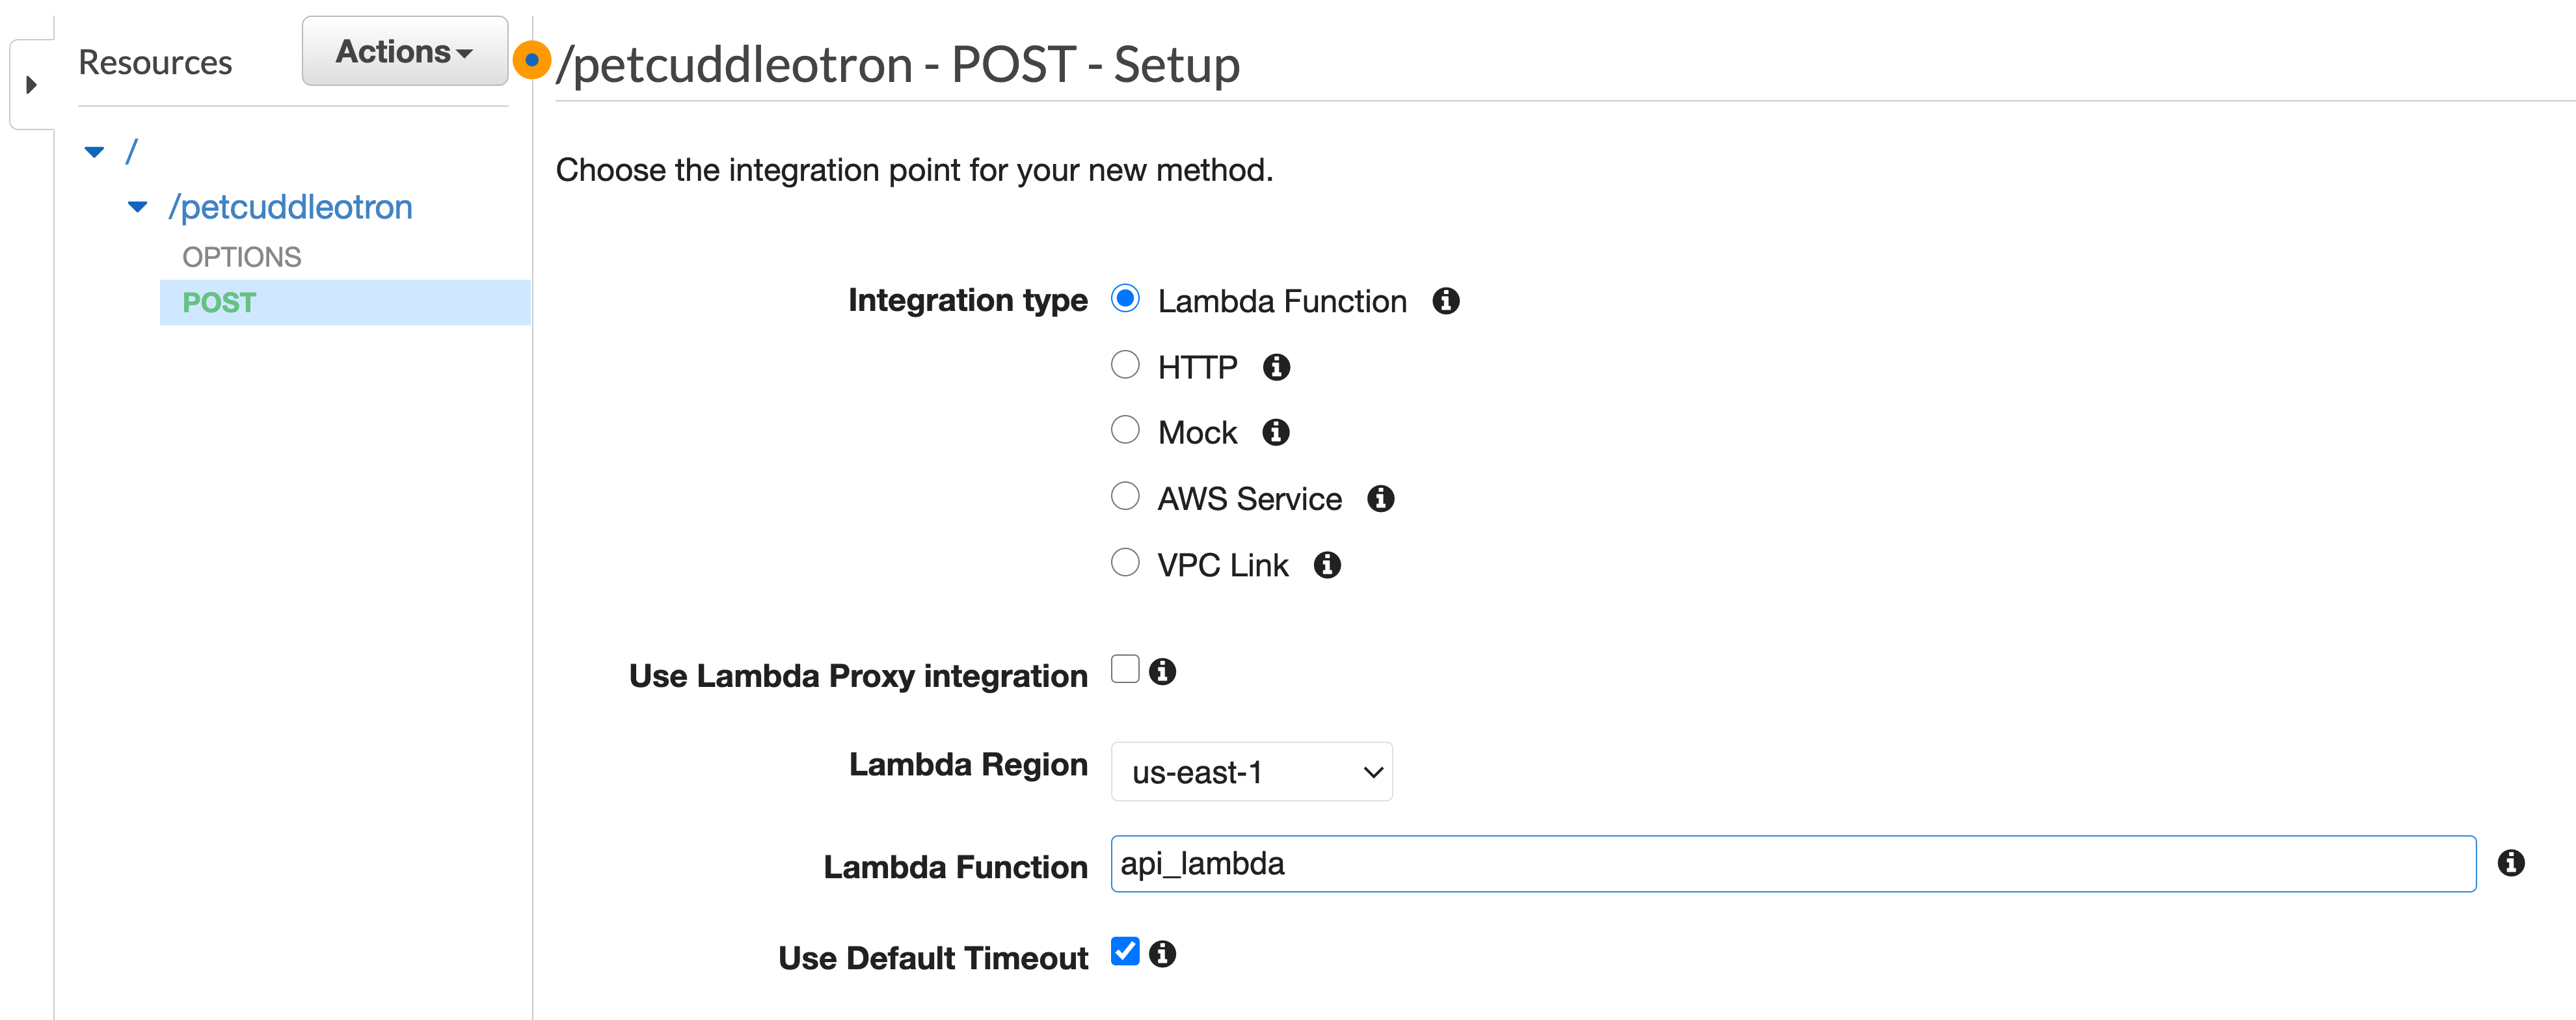 Resources
Actions
/
/petcuddleotron
OPTIONS
POST
/petcuddleotron - POST - Setup
Choose the integration point for your new method.
Integration type
Lambda Function
HTTP
Mock
AWS Service
VPC Link
Use Lambda Proxy integration
Lambda Region
us-east-1
Lambda Function
api_lambda
Use Default Timeout